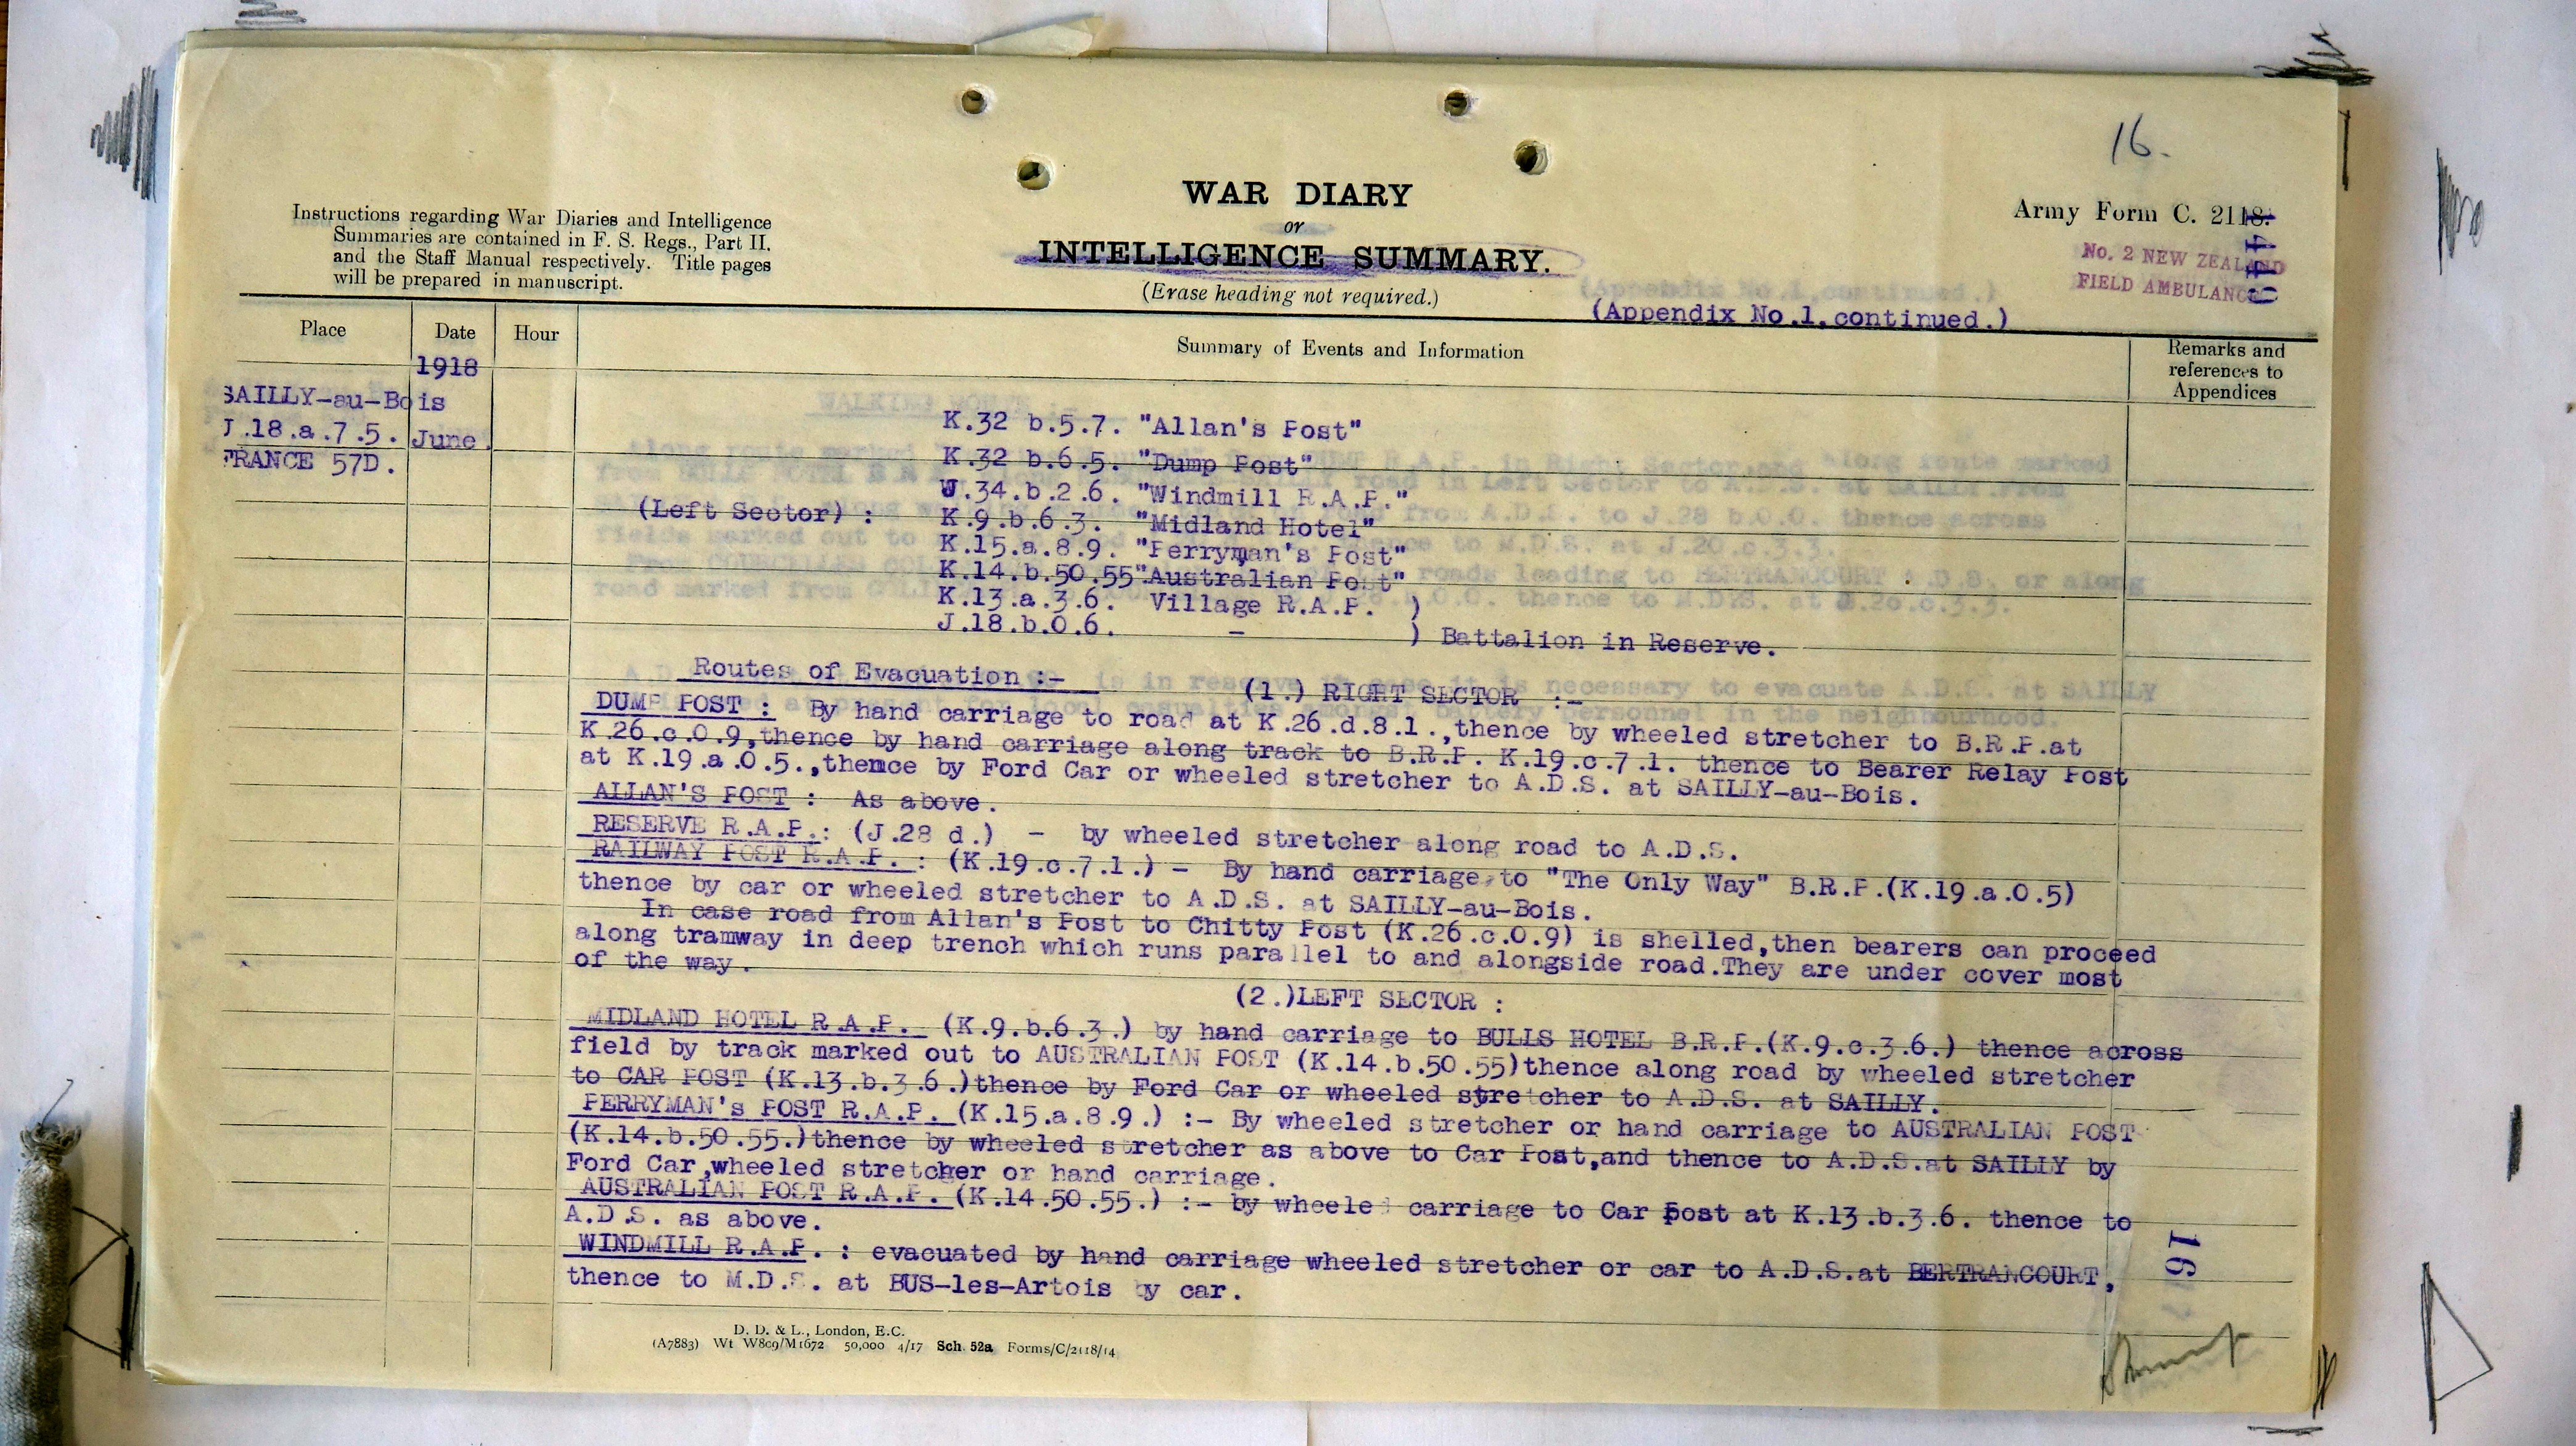 16.
Army Form C. 2118.
No. 2 NEW ZEALAND
FIELD AMBULANCE
Instructions regarding War Diaries and Intelligence
Summaries are contained in F. S. Regs., Part II.
and the Staff Manual respectively. Title pages
will be prepared in manuscript.
WAR DIARY
or
INTELLIGENCE SUMMARY.
(Erase heading not required.)
(Appendix No.1,continued.)
Place
Date
Hour
Summary of Events and Information
Remarks and
references to
Appendices
1918
SAILLY-au-Bois
J.18.a.7.5. June.
FRANCE 57D.
K.32 b.5.7. "Allan's Post"
K.32 b.6.5. "Dump Post"
J.34.b.2.6. "Windmill R.A.P."
(Left Sector) : K.9.b.6.3. "Midland Hotel"
K.15.a.8.9. "Perryman's Post"
K.14.b.50.55"Australian Post"
K.13.a.3.6. Village R.A.P. )
J.18.b.0.6. - ) Battalion in Reserve.
Routes of Evacuation :-
(1.) RIGHT SECTOR :-
DUMP POST : By hand carriage to road at K.26.d.8.1.,thence by wheeled stretcher to B.R.P.at
K.26.c.0.9,thence by hand carriage along track to B.R.P. K.19.c.7.1. thence to Bearer Relay Post
at K.19.a.0.5.,thence by Ford Car or wheeled stretcher to A.D.S. at SAILLY-au-Bois.
ALLAN'S POST : As above.
RESERVE R.A.P.: (J.28 d.) - by wheeled stretcher along road to A.D.S.
RAILWAY POST R.A.P. : (K.19.c.7.1.) - By hand carriage to "The Only Way" B.R.P.(K.19.a.0.5)
thence by car or wheeled stretcher to A.D.S. at SAILLY-au-Bois.
In case road from Allan's Post to Chitty Post (K.26.c.0.9) is shelled,then bearers can proceed
along tramway in deep trench which runs parallel to and alongside road.They are under cover most
of the way.
(2.)LEFT SECTOR :
MIDLAND HOTEL R.A.P. (K.9.b.6.3.) by hand carriage to BULLS HOTEL B.R.P.(K.9.c.3.6.) thence across
field by track marked out to AUSTRALIAN POST (K.14.b.50.55)thence along road by wheeled stretcher
to CAR POST (K.13.b.3.6.)thence by Ford Car or wheeled stretcher to A.D.S. at SAILLY.
PERRYMAN's POST R.A.P. (K.15.a.8.9.) :- By wheeled stretcher or hand carriage to AUSTRALIAN POST
(K.14.b.50.55.)thence by wheeled stretcher as above to Car Post,and thence to A.D.S.at SAILLY by
Ford Car,wheeled stretcher or hand carriage.
AUSTRALIAN POST R.A.P. (K.14.50.55.) :- by wheeled carriage to Car Post at K.13.b.3.6. thence to
A.D.S. as above.
WINDMILL R.A.P. : evacuated by hand carriage wheeled stretcher or car to A.D.S.at BERTRANCOURT,
thence to M.D.S. at BUS-les-Artois by car.
D. D. & L., London, E.C.
(A7883) Wt W809/M1672 50,000 4/17 Sch. 52a Forms/C/2118/14